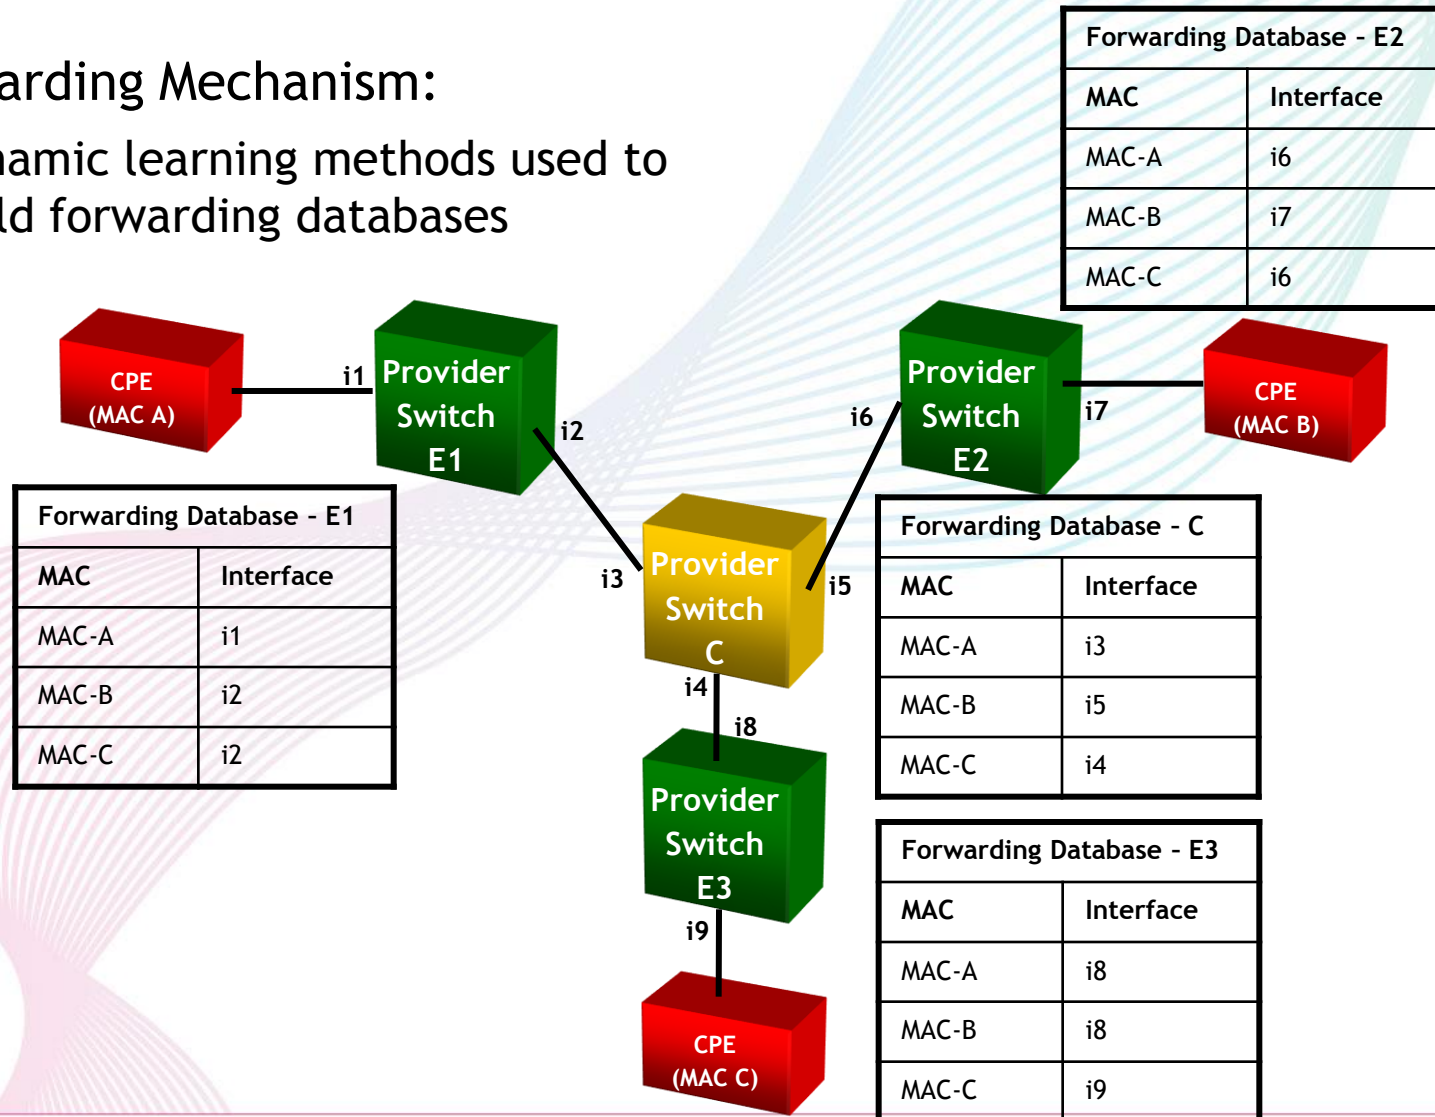 arding Mechanism:
namic learning methods used to
ld forwarding databases
Forwarding Database - E2
MAC Interface
MAC-A i6
MAC-B i7
MAC-C i6
CPE
(MAC A)
i1
Provider
Switch
E1
i2
i6
Provider
Switch
E2
i7
CPE
(MAC B)
Forwarding Database - E1
MAC Interface
MAC-A i1
MAC-B i2
MAC-C i2
i3
Provider
Switch
C
i5
i4
Forwarding Database - C
MAC Interface
MAC-A i3
MAC-B i5
MAC-C i4
i8
Provider
Switch
E3
i9
CPE
(MAC C)
Forwarding Database - E3
MAC Interface
MAC-A i8
MAC-B i8
MAC-C i9